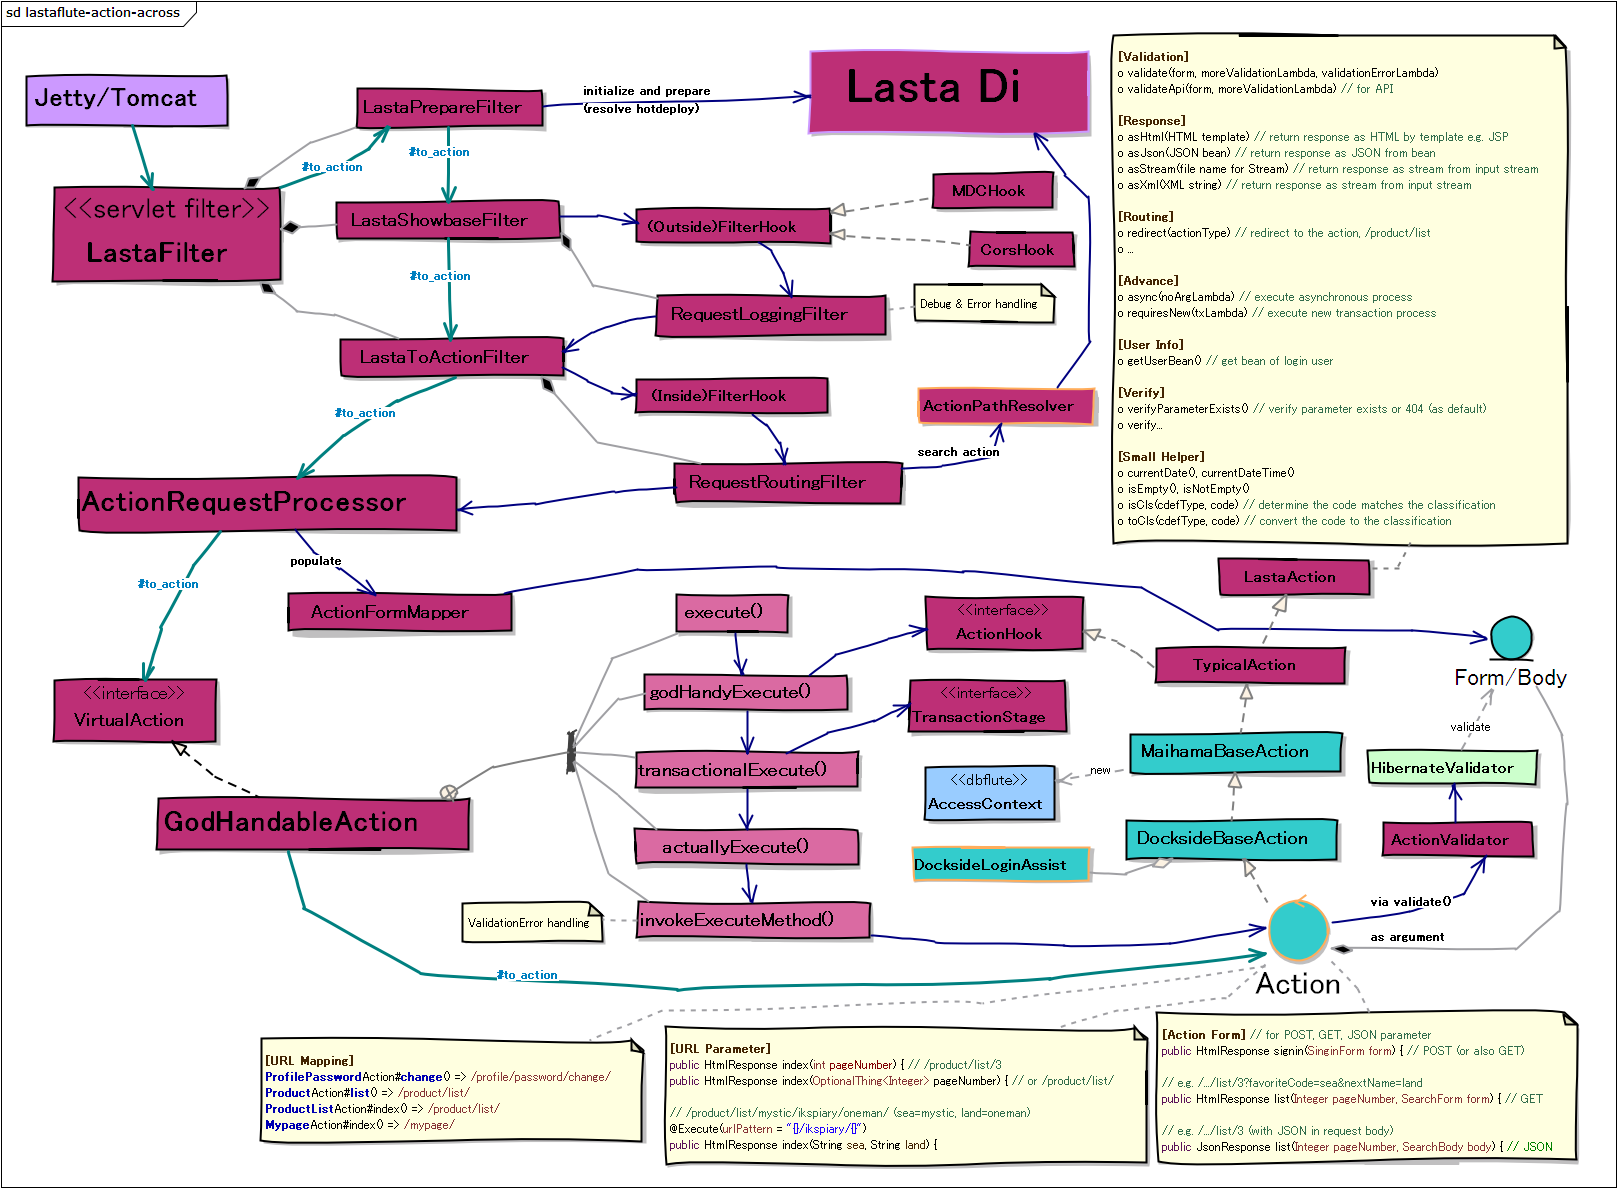 sd lastaflute-action-across
Jetty/Tomcat
LastaPrepareFilter
initialize and prepare
(resolve hotdeploy)
Lasta Di
#to_action
#to_action
<<servlet filter>>
LastaFilter
LastaShowbaseFilter
(Outside)FilterHook
MDCHook
CorsHook
#to_action
RequestLoggingFilter
Debug & Error handling
LastaToActionFilter
(Inside)FilterHook
ActionPathResolver
#to_action
search action
RequestRoutingFilter
ActionRequestProcessor
populate
#to_action
ActionFormMapper
[Validation]
o validate(form, moreValidationLambda, validationErrorLambda)
o validateApi(form, moreValidationLambda) // for API
[Response]
o asHtml(HTML template) // return response as HTML by template e.g. JSP
o asJson(JSON bean) // return response as JSON from bean
o asStream(file name for Stream) // return response as stream from input stream
o asXml(XML string) // return response as stream from input stream
[Routing]
o redirect(actionType) // redirect to the action, /product/list
o ...
[Advance]
o async(noArgLambda) // execute asynchronous process
o requiresNew(txLambda) // execute new transaction process
[User Info]
o getUserBean() // get bean of login user
[Verify]
o verifyParameterExists() // verify parameter exists or 404 (as default)
o verify...
[Small Helper]
o currentDate(), currentDateTime()
o isEmpty(), isNotEmpty()
o isCls(cdefType, code) // determine the code matches the classification
o toCls(cdefType, code) // convert the code to the classification
LastaAction
execute()
<<interface>>
ActionHook
TypicalAction
Form/Body
<<interface>>
VirtualAction
godHandyExecute()
<<interface>>
TransactionStage
validate
MaihamaBaseAction
transactionalExecute()
new
<<dbflute>>
AccessContext
HibernateValidator
GodHandableAction
actuallyExecute()
DocksideBaseAction
ActionValidator
DocksideLoginAssist
ValidationError handling
invokeExecuteMethod()
via validate()
as argument
#to_action
Action
[URL Mapping]
ProfilePasswordAction#change() => /profile/password/change/
ProductAction#list() => /product/list/
ProductListAction#index() => /product/list/
MypageAction#index() => /mypage/
[URL Parameter]
public HtmlResponse index(int pageNumber) { // /product/list/3
public HtmlResponse index(OptionalThing<Integer> pageNumber) { // or /product/list/
// /product/list/mystic/ikspiary/oneman/ (sea=mystic, land=oneman)
@Execute(urlPattern = "{}/ikspiary/{}")
public HtmlResponse index(String sea, String land) {
[Action Form] // for POST, GET, JSON parameter
public HtmlResponse signin(SinginForm form) { // POST (or also GET)
// e.g. /.../list/3?favoriteCode=sea&nextName=land
public HtmlResponse list(Integer pageNumber, SearchForm form) { // GET
// e.g. /.../list/3 (with JSON in request body)
public JsonResponse list(Integer pageNumber, SearchBody body) { // JSON